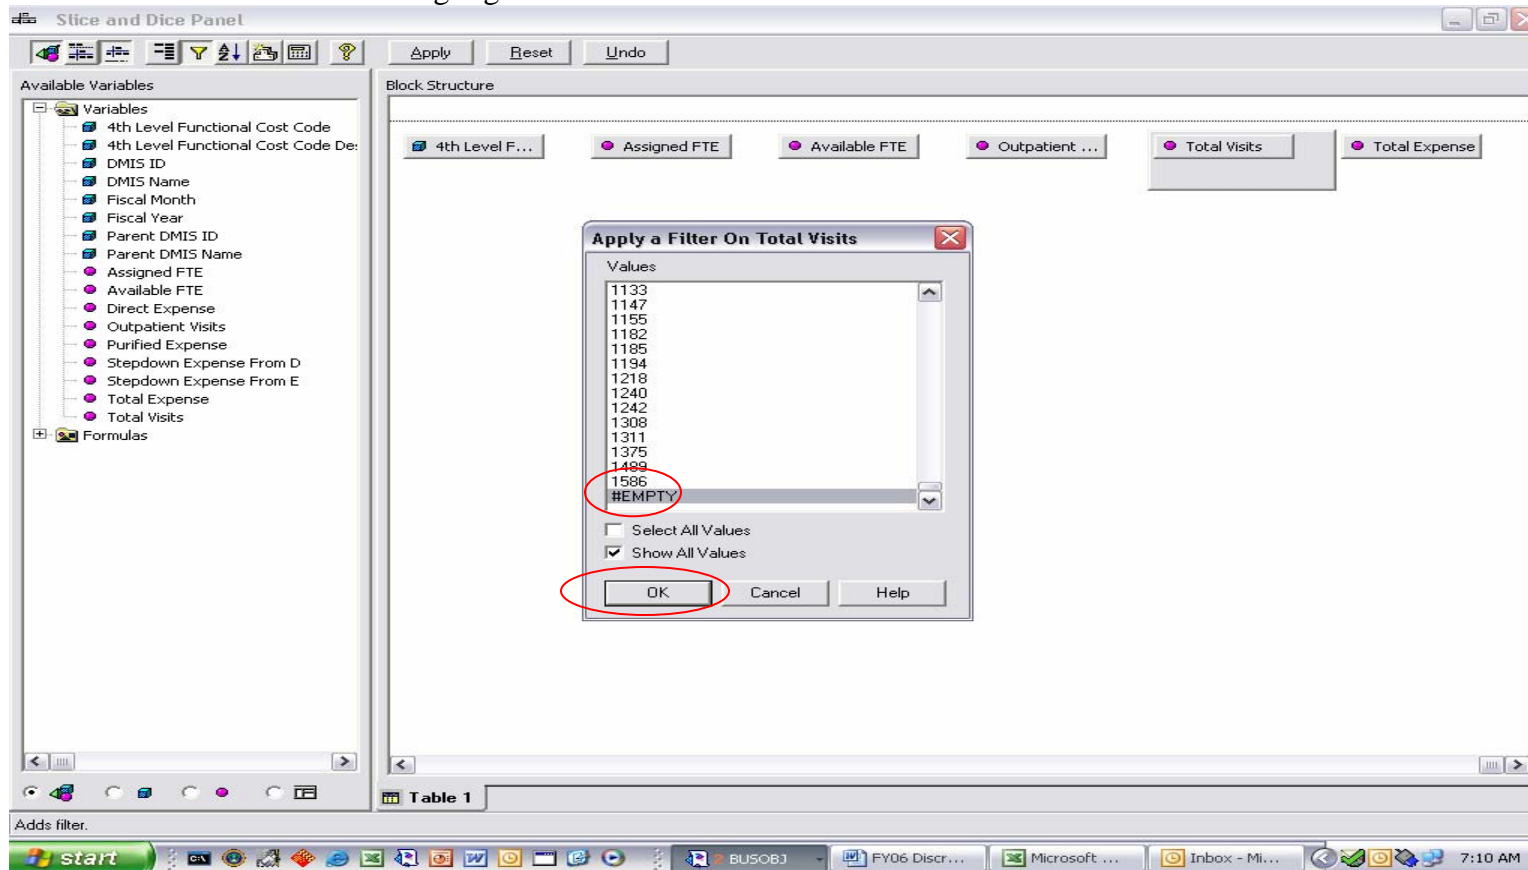 Slice and Dice Panel
Apply Reset Undo
Available Variables
Block Structure
Variables
4th Level Functional Cost Code
4th Level Functional Cost Code De:
DMIS ID
DMIS Name
Fiscal Month
Fiscal Year
Parent DMIS ID
Parent DMIS Name
Assigned FTE
Available FTE
Direct Expense
Outpatient Visits
Purified Expense
Stepdown Expense From D
Stepdown Expense From E
Total Expense
Total Visits
Formulas
4th Level F... Assigned FTE Available FTE Outpatient ... Total Visits Total Expense
Apply a Filter On Total Visits
Values
1133
1147
1155
1182
1185
1194
1218
1240
1242
1308
1311
1375
1489
1586
#EMPTY
Select All Values
Show All Values
OK Cancel Help
Table 1
Adds filter.
start 2 BUSOBJ FY06 Discr... Microsoft ... Inbox - Mi... 7:10 AM